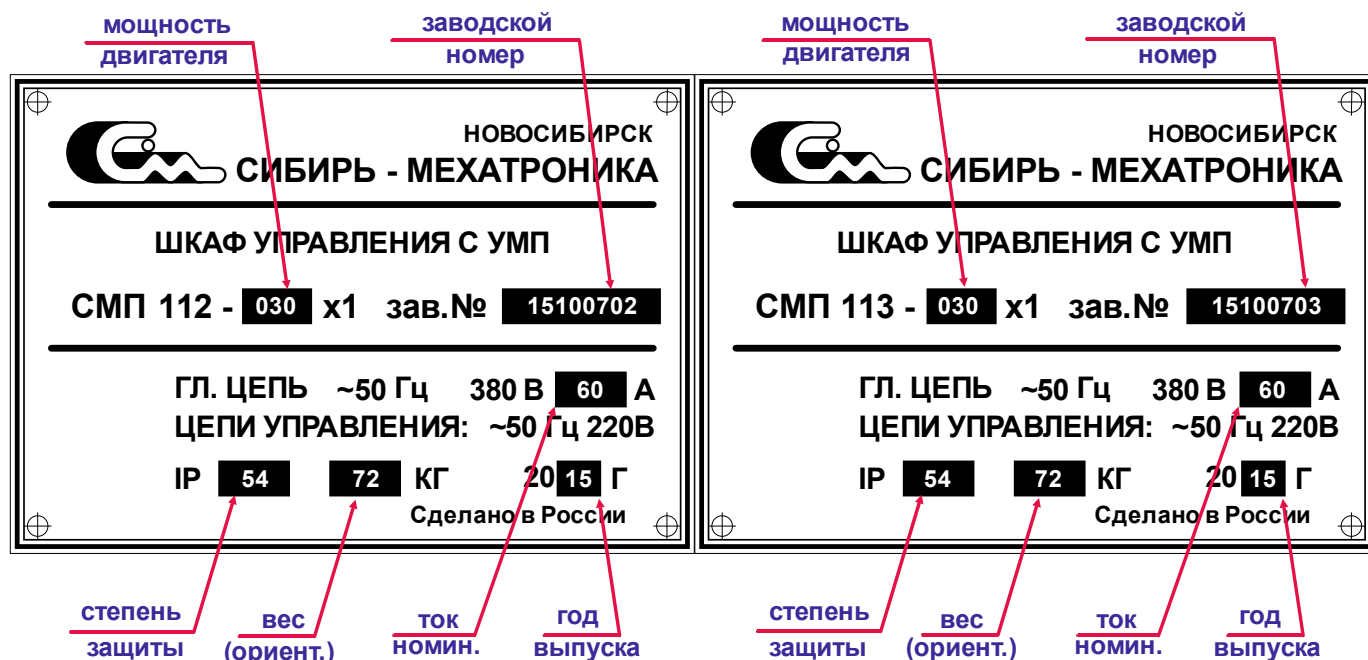 мощность
двигателя
заводской
номер
мощность
двигателя
заводской
номер
НОВОСИБИРСК
СИБИРЬ - МЕХАТРОНИКА
ШКАФ УПРАВЛЕНИЯ С УМП
СМП 112 - 030 х1 зав.№ 15100702
ГЛ. ЦЕПЬ ~50 Гц 380 В 60 А
ЦЕПИ УПРАВЛЕНИЯ: ~50 Гц 220В
IP 54 72 КГ 2015 Г
Сделано в России
НОВОСИБИРСК
СИБИРЬ - МЕХАТРОНИКА
ШКАФ УПРАВЛЕНИЯ С УМП
СМП 113 - 030 х1 зав.№ 15100703
ГЛ. ЦЕПЬ ~50 Гц 380 В 60 А
ЦЕПИ УПРАВЛЕНИЯ: ~50 Гц 220В
IP 54 72 КГ 2015 Г
Сделано в России
степень
защиты
вес
(ориент.)
ток
номин.
год
выпуска
степень
защиты
вес
(ориент.)
ток
номин.
год
выпуска